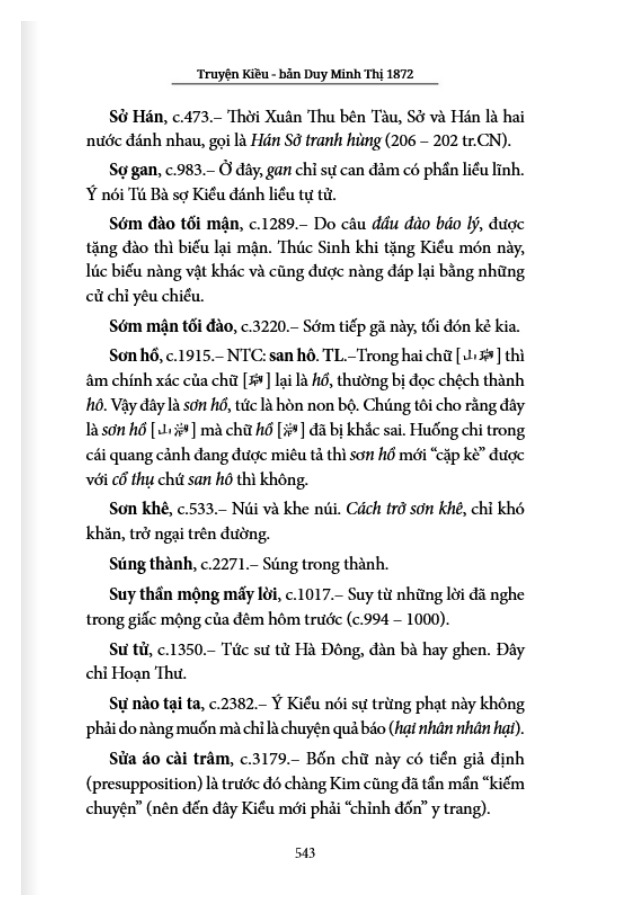 Truyện Kiều - bản Duy Minh Thị 1872
Sở Hán, c.473.– Thời Xuân Thu bên Tàu, Sở và Hán là hai
nước đánh nhau, gọi là Hán Sở tranh hùng (206 – 202 tr.CN).
Sợ gan, c.983.– Ở đây, gan chỉ sự can đảm có phần liều lĩnh.
Ý nói Tú Bà sợ Kiều đánh liều tự tử.
Sớm đào tối mận, c.1289.– Do câu đầu đào báo lý, được
tặng đào thì biếu lại mận. Thúc Sinh khi tặng Kiều món này,
lúc biếu nàng vật khác và cũng được nàng đáp lại bằng những
cử chỉ yêu chiều.
Sớm mận tối đào, c.3220.– Sớm tiếp gã này, tối đón kẻ kia.
Sơn hồ, c.1915.– NTC: san hô. TL.–Trong hai chữ [山] thì
âm chính xác của chữ [] lại là hồ, thường bị đọc chệch thành
hô. Vậy đây là sơn hồ, tức là hòn non bộ. Chúng tôi cho rằng đây
là sơn hồ [山] mà chữ hồ [] đã bị khắc sai. Huống chi trong
cái quang cảnh đang được miêu tả thì sơn hồ mới “cặp kè” được
với cổ thụ chứ san hô thì không.
Sơn khê, c.533.– Núi và khe núi. Cách trở sơn khê, chỉ khó
khăn, trở ngại trên đường.
Súng thành, c.2271.– Súng trong thành.
Suy thần mộng mấy lời, c.1017.– Suy từ những lời đã nghe
trong giấc mộng của đêm hôm trước (c.994 – 1000).
Sư tử, c.1350.– Tức sư tử Hà Đông, đàn bà hay ghen. Đây
chỉ Hoạn Thư.
Sự nào tại ta, c.2382.– Ý Kiều nói sự trừng phạt này không
phải do nàng muốn mà chỉ là chuyện quả báo (hại nhân nhân hại).
Sửa áo cài trâm, c.3179.– Bốn chữ này có tiền giả định
(presupposition) là trước đó chàng Kim cũng đã tần mần “kiếm
chuyện” (nên đến đây Kiều mới phải “chỉnh đốn” y trang).
543